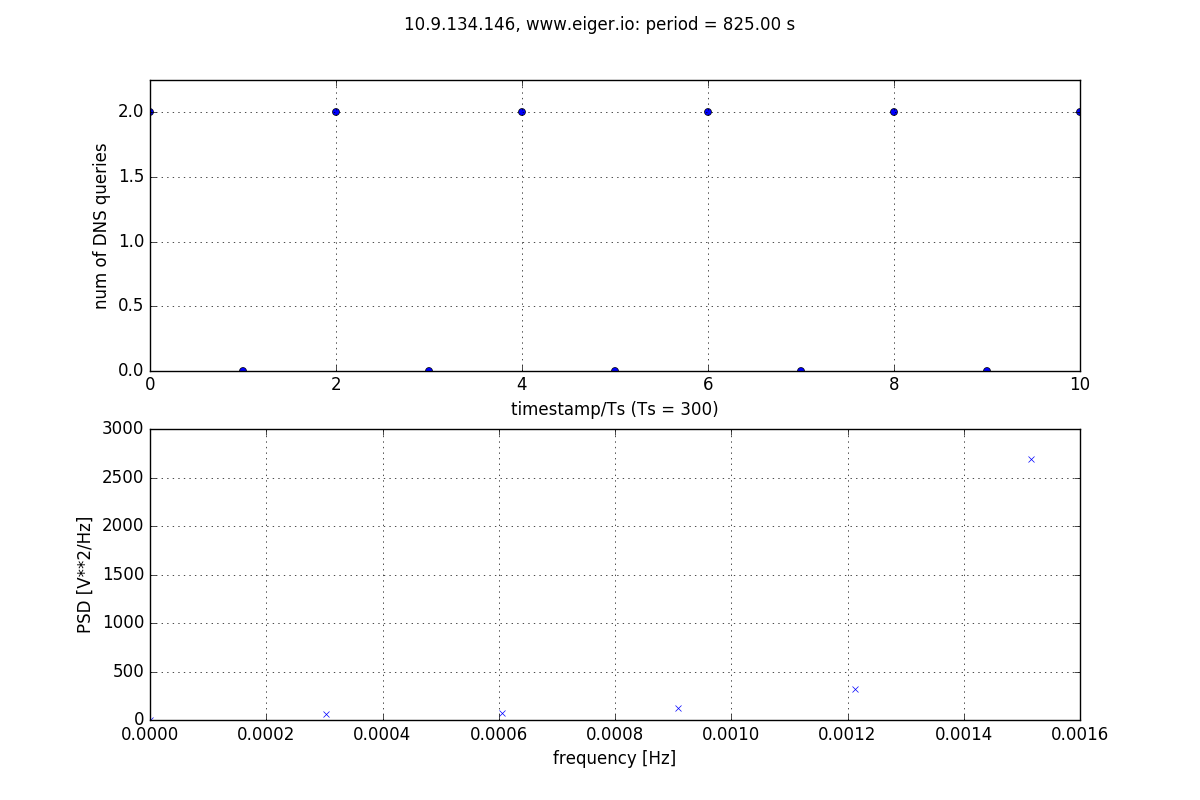 10.9.134.146, www.eiger.io: period = 825.00 s
num of DNS queries
2.0
1.5
1.0
0.5
0.0
0 2 4 6 8 10
timestamp/Ts (Ts = 300)
PSD [V**2/Hz]
3000
2500
2000
1500
1000
500
0
0.0000 0.0002 0.0004 0.0006 0.0008 0.0010 0.0012 0.0014 0.0016
frequency [Hz]